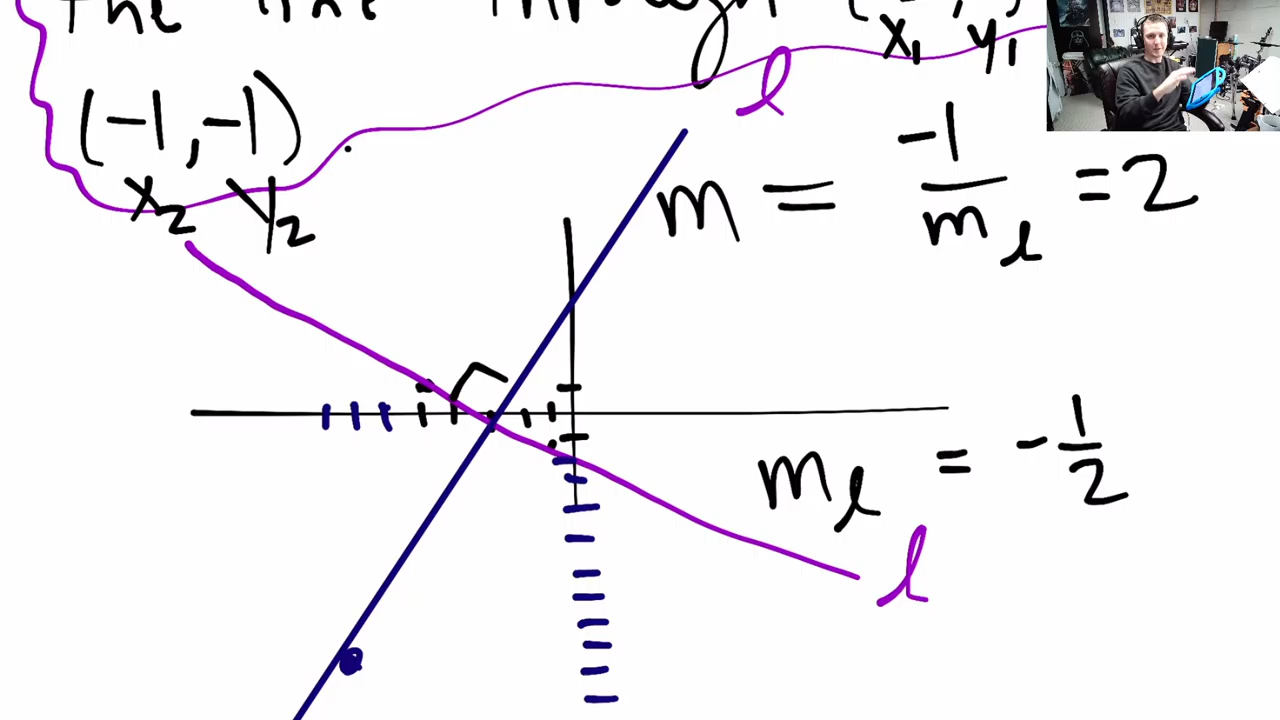 the line through (
x₁ y₁
(-1,-1).
x₂ y₂
l
m = -1/mₗ = 2
mₗ = -1/2
l